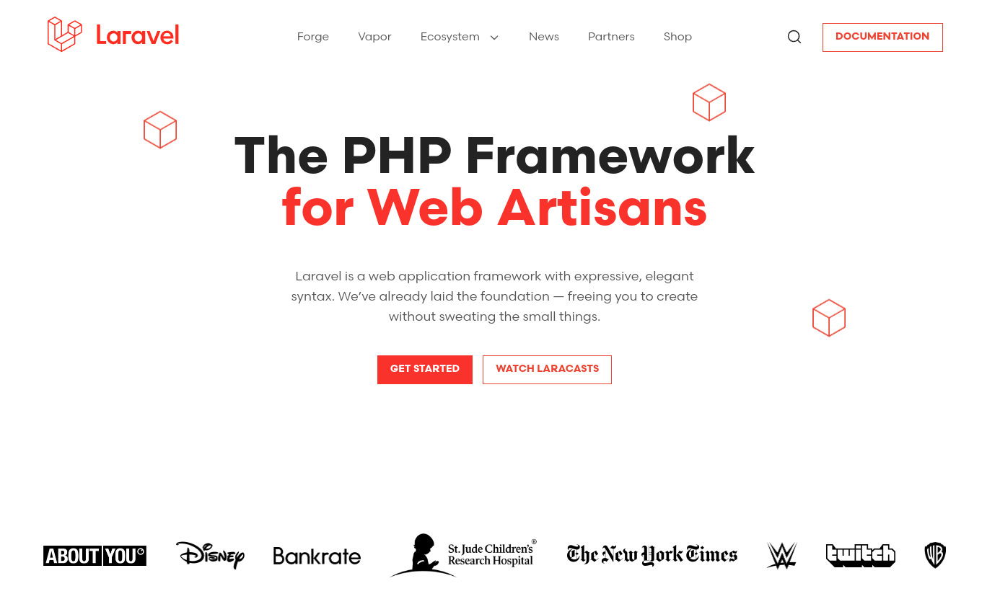 Laravel
Forge Vapor Ecosystem News Partners Shop
DOCUMENTATION
The PHP Framework
for Web Artisans
Laravel is a web application framework with expressive, elegant
syntax. We’ve already laid the foundation — freeing you to create
without sweating the small things.
GET STARTED WATCH LARACASTS
ABOUT YOU
Disney
Bankrate
St. Jude Children's®
Research Hospital
The New York Times
W
twitch
WB